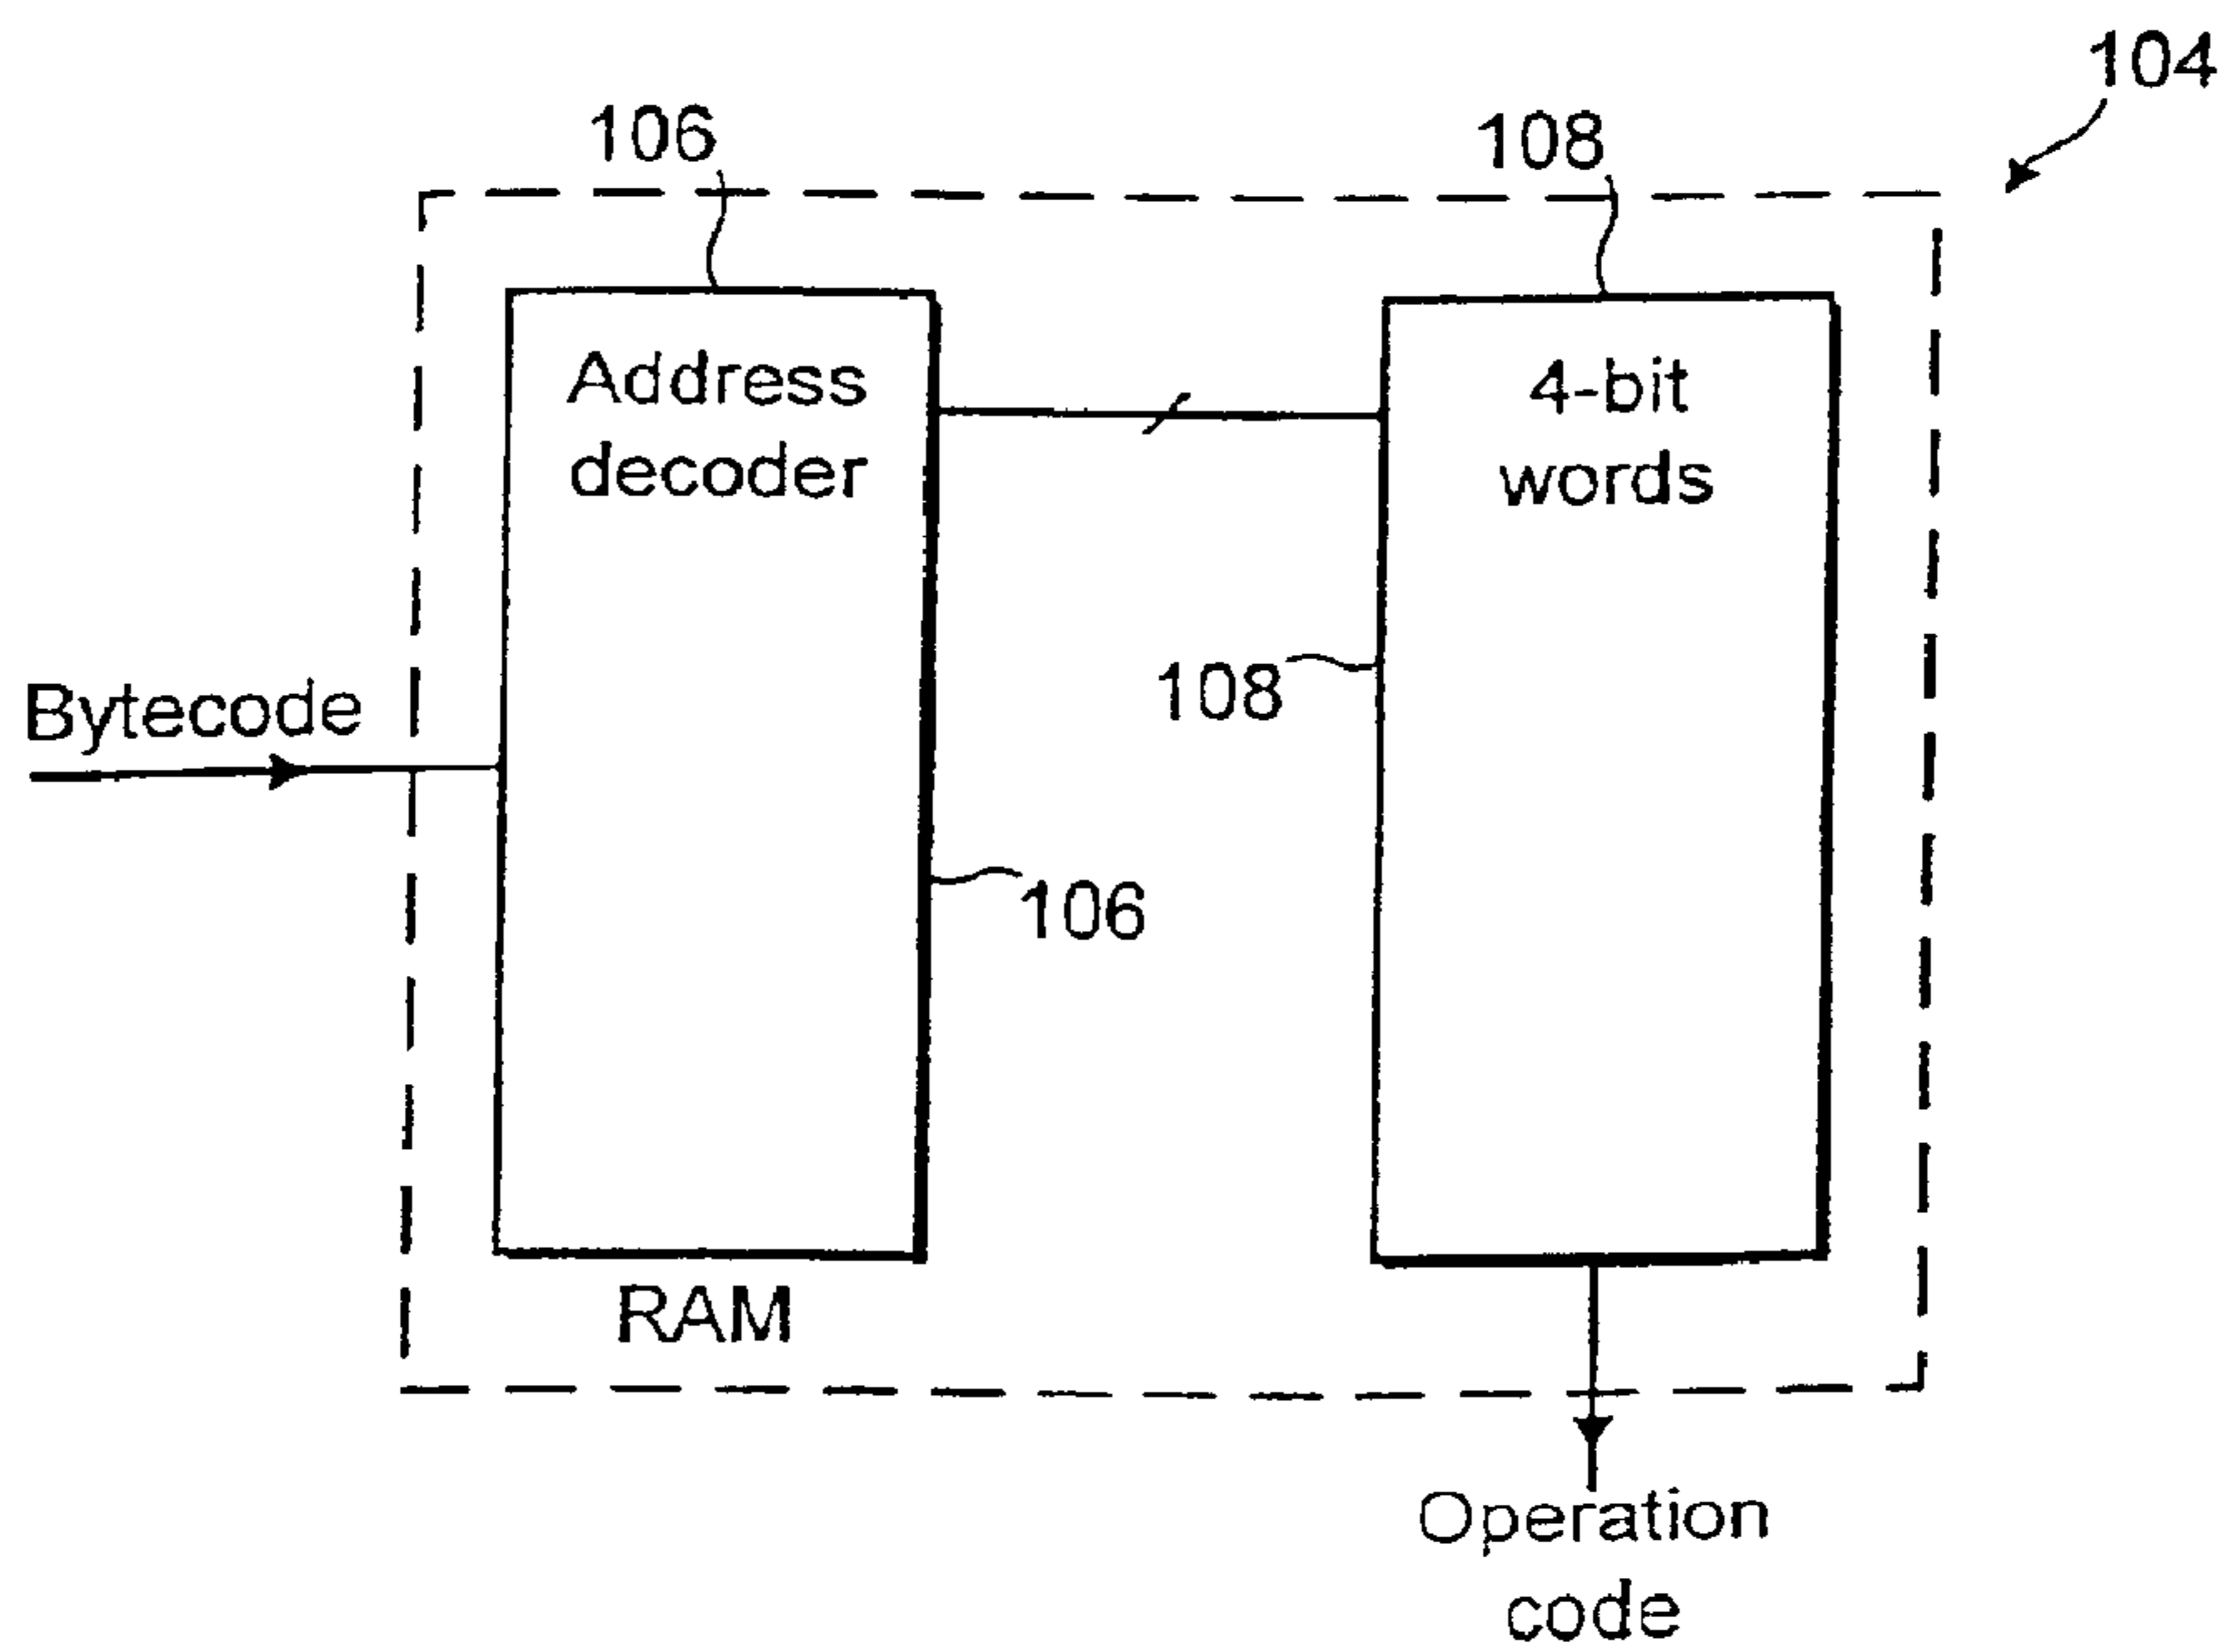 104
106
108
Address
decoder
4-bit
words
108
Bytecode
106
RAM
Operation
code